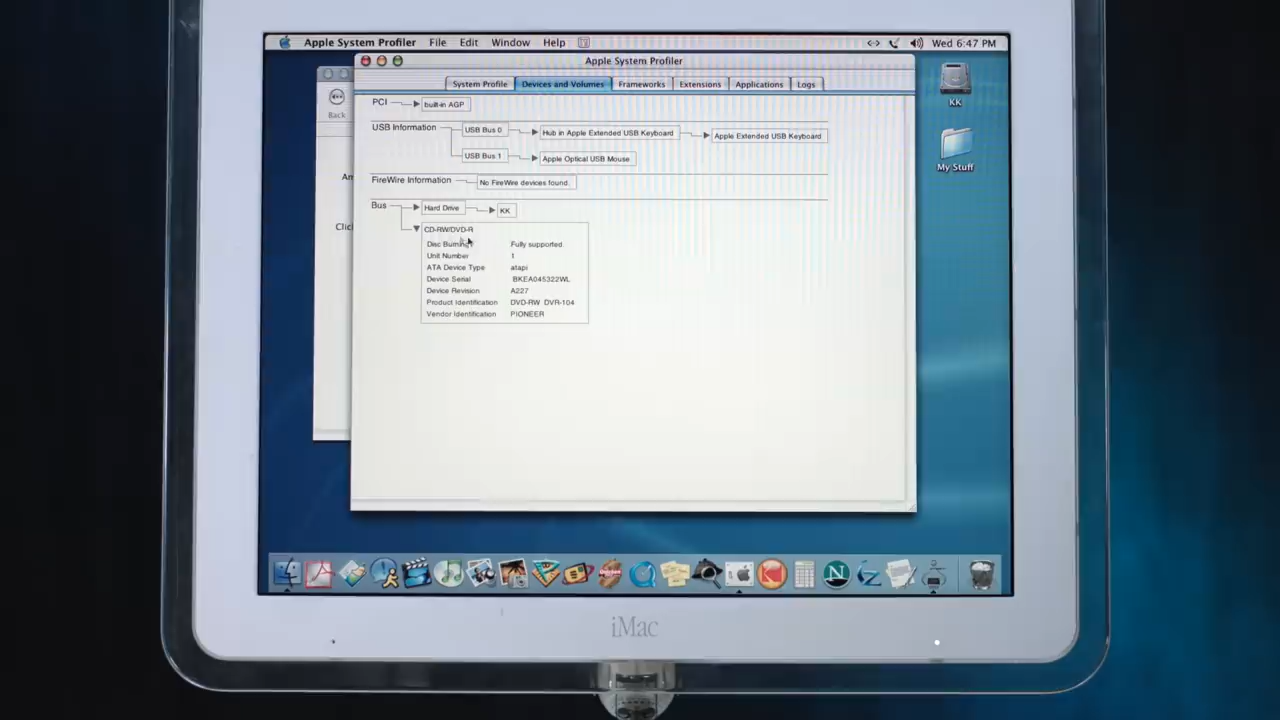 Apple System Profiler File Edit Window Help Wed 6:47 PM
Apple System Profiler
System Profile Devices and Volumes Frameworks Extensions Applications Logs
KK
Back
PCI built-in AGP
USB Information USB Bus 0 Hub in Apple Extended USB Keyboard Apple Extended USB Keyboard
USB Bus 1 Apple Optical USB Mouse
My Stuff
Am
FireWire Information No FireWire devices found.
Bus Hard Drive KK
Clic
CD-RW/DVD-R
Disc Burning Fully supported
Unit Number 1
ATA Device Type atapi
Device Serial BKEA045322WL
Device Revision A227
Product Identification DVD-RW DVR-104
Vendor Identification PIONEER
iMac